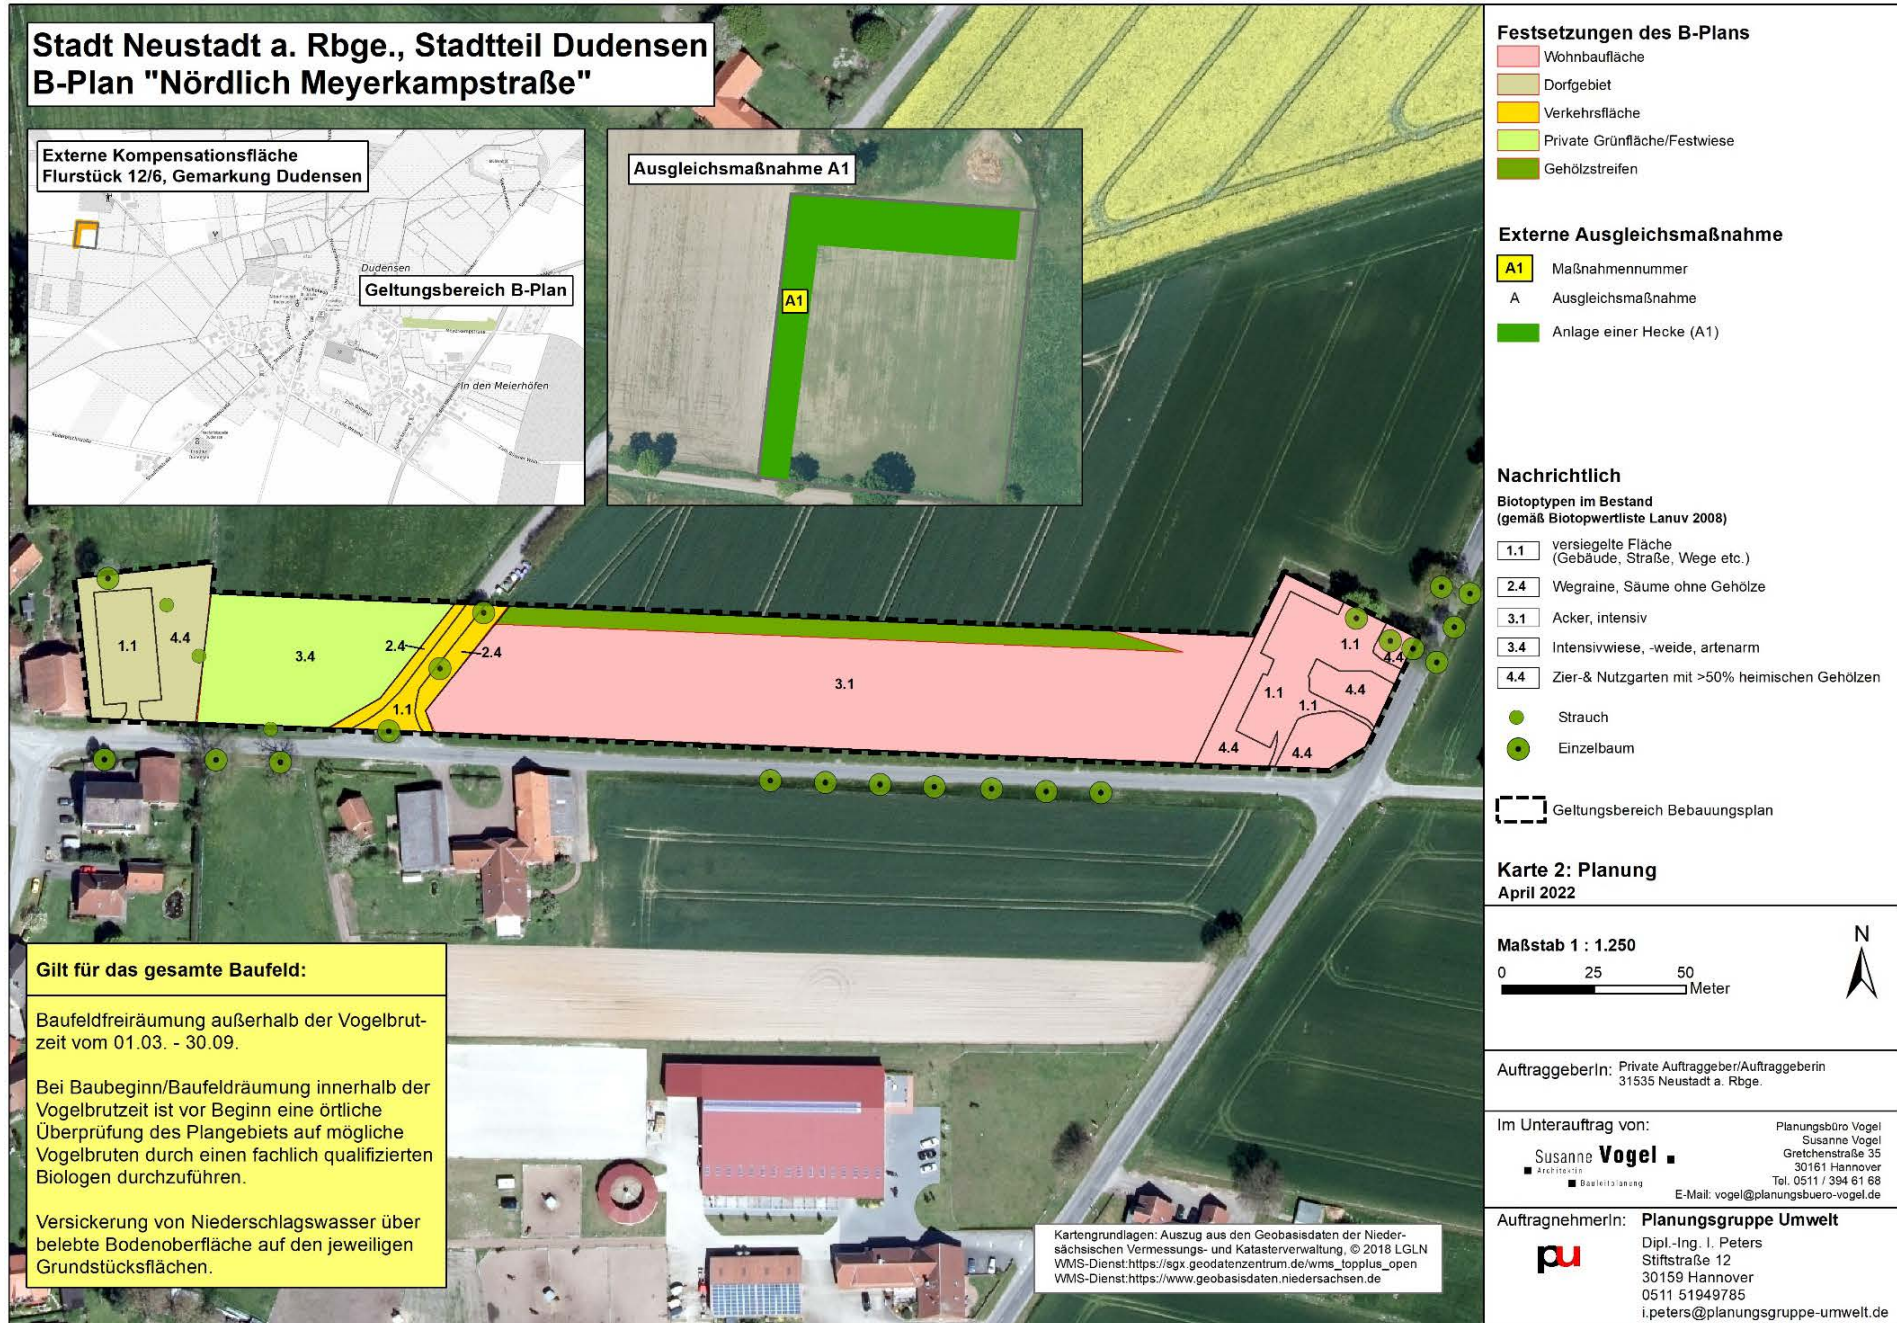 Stadt Neustadt a. Rbge., Stadtteil Dudensen
B-Plan "Nördlich Meyerkampstraße"
Externe Kompensationsfläche
Flurstück 12/6, Gemarkung Dudensen
Dudensen
Geltungsbereich B-Plan
In den Meierhöfen
Ausgleichsmaßnahme A1
A1
1.1
4.4
3.4
2.4
2.4
1.1
3.1
1.1
4.4
1.1
4.4
1.1
4.4
4.4
Gilt für das gesamte Baufeld:
Baufeldfreiräumung außerhalb der Vogelbrut-
zeit vom 01.03. - 30.09.
Bei Baubeginn/Baufeldräumung innerhalb der
Vogelbrutzeit ist vor Beginn eine örtliche
Überprüfung des Plangebiets auf mögliche
Vogelbruten durch einen fachlich qualifizierten
Biologen durchzuführen.
Versickerung von Niederschlagswasser über
belebte Bodenoberfläche auf den jeweiligen
Grundstücksflächen.
Kartengrundlagen: Auszug aus den Geobasisdaten der Nieder-
sächsischen Vermessungs- und Katasterverwaltung, © 2018 LGLN
WMS-Dienst:https://sgx.geodatenzentrum.de/wms_topplus_open
WMS-Dienst:https://www.geobasisdaten.niedersachsen.de
Festsetzungen des B-Plans
Wohnbaufläche
Dorfgebiet
Verkehrsfläche
Private Grünfläche/Festwiese
Gehölzstreifen
Externe Ausgleichsmaßnahme
A1 Maßnahmennummer
A Ausgleichsmaßnahme
Anlage einer Hecke (A1)
Nachrichtlich
Biotoptypen im Bestand
(gemäß Biotopwertliste Lanuv 2008)
1.1 versiegelte Fläche
(Gebäude, Straße, Wege etc.)
2.4 Wegraine, Säume ohne Gehölze
3.1 Acker, intensiv
3.4 Intensivwiese, -weide, artenarm
4.4 Zier-& Nutzgarten mit >50% heimischen Gehölzen
Strauch
Einzelbaum
Geltungsbereich Bebauungsplan
Karte 2: Planung
April 2022
Maßstab 1 : 1.250
N
0 25 50
Meter
AuftraggeberIn: Private Auftraggeber/Auftraggeberin
31535 Neustadt a. Rbge.
Im Unterauftrag von:
Susanne Vogel
Architektin
Bauleitplanung
Planungsbüro Vogel
Susanne Vogel
Gretchenstraße 35
30161 Hannover
Tel. 0511 / 394 61 68
E-Mail: vogel@planungsbuero-vogel.de
AuftragnehmerIn: Planungsgruppe Umwelt
pu
Dipl.-Ing. I. Peters
Stiftstraße 12
30159 Hannover
0511 51949785
i.peters@planungsgruppe-umwelt.de